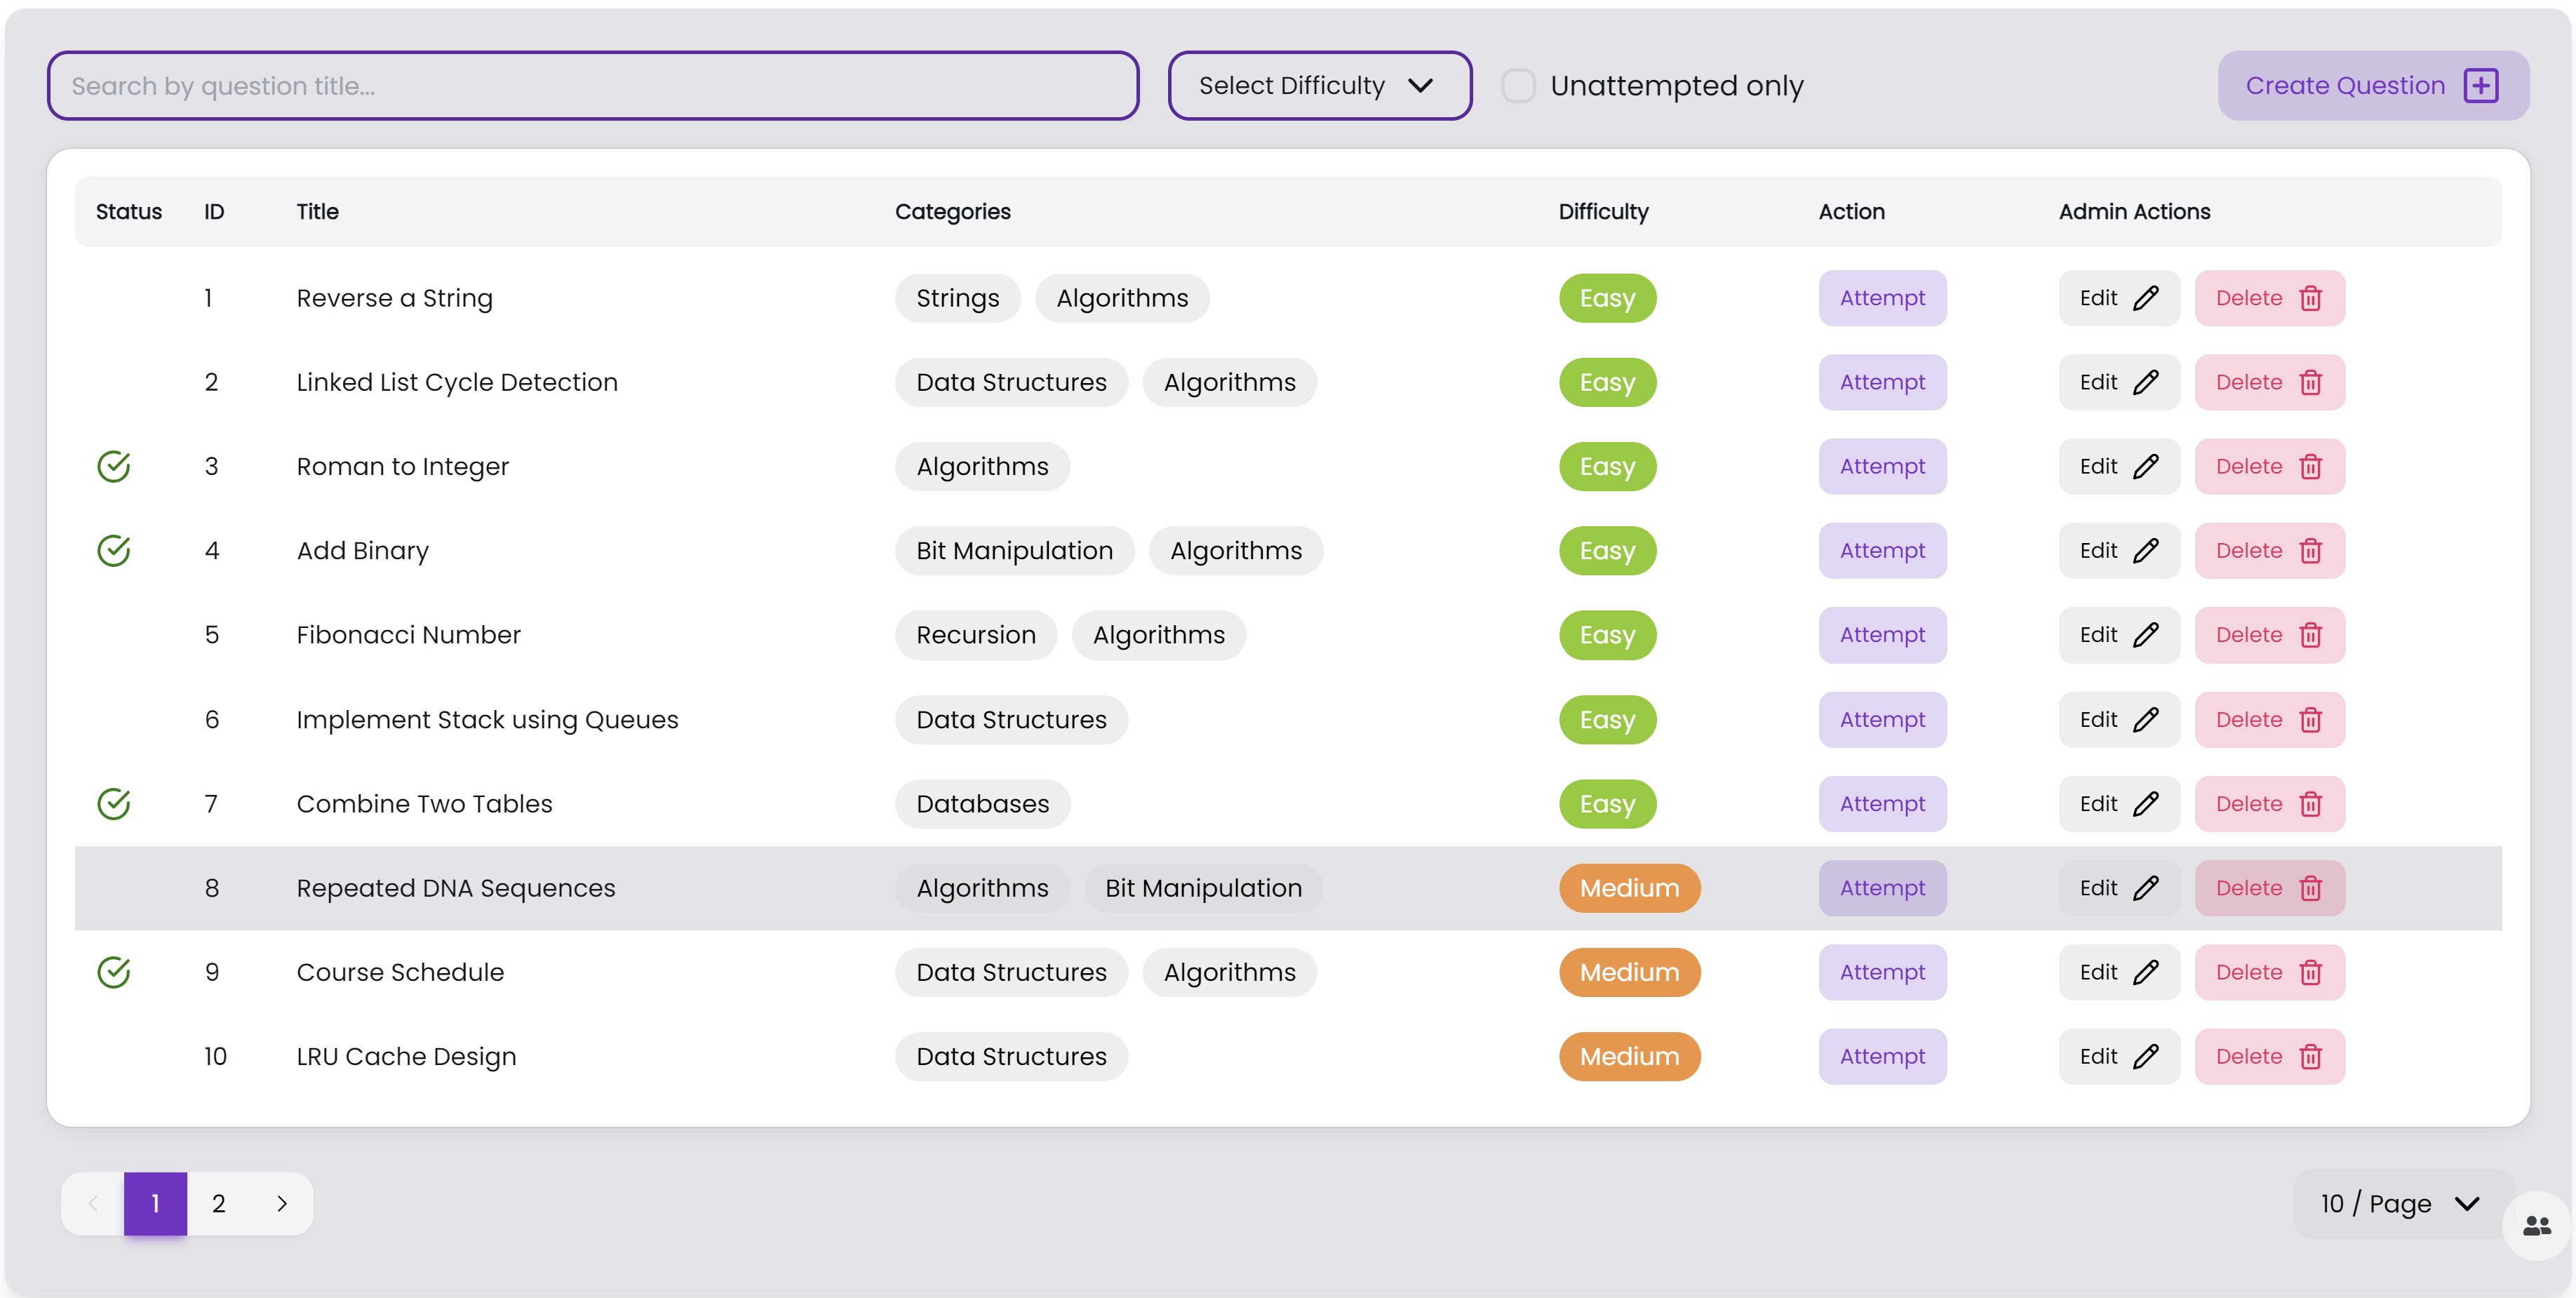 Search by question title... Select Difficulty Unattempted only Create Question
Status ID Title Categories Difficulty Action Admin Actions
1 Reverse a String Strings Algorithms Easy Attempt Edit Delete
2 Linked List Cycle Detection Data Structures Algorithms Easy Attempt Edit Delete
3 Roman to Integer Algorithms Easy Attempt Edit Delete
4 Add Binary Bit Manipulation Algorithms Easy Attempt Edit Delete
5 Fibonacci Number Recursion Algorithms Easy Attempt Edit Delete
6 Implement Stack using Queues Data Structures Easy Attempt Edit Delete
7 Combine Two Tables Databases Easy Attempt Edit Delete
8 Repeated DNA Sequences Algorithms Bit Manipulation Medium Attempt Edit Delete
9 Course Schedule Data Structures Algorithms Medium Attempt Edit Delete
10 LRU Cache Design Data Structures Medium Attempt Edit Delete
1 2 10 / Page